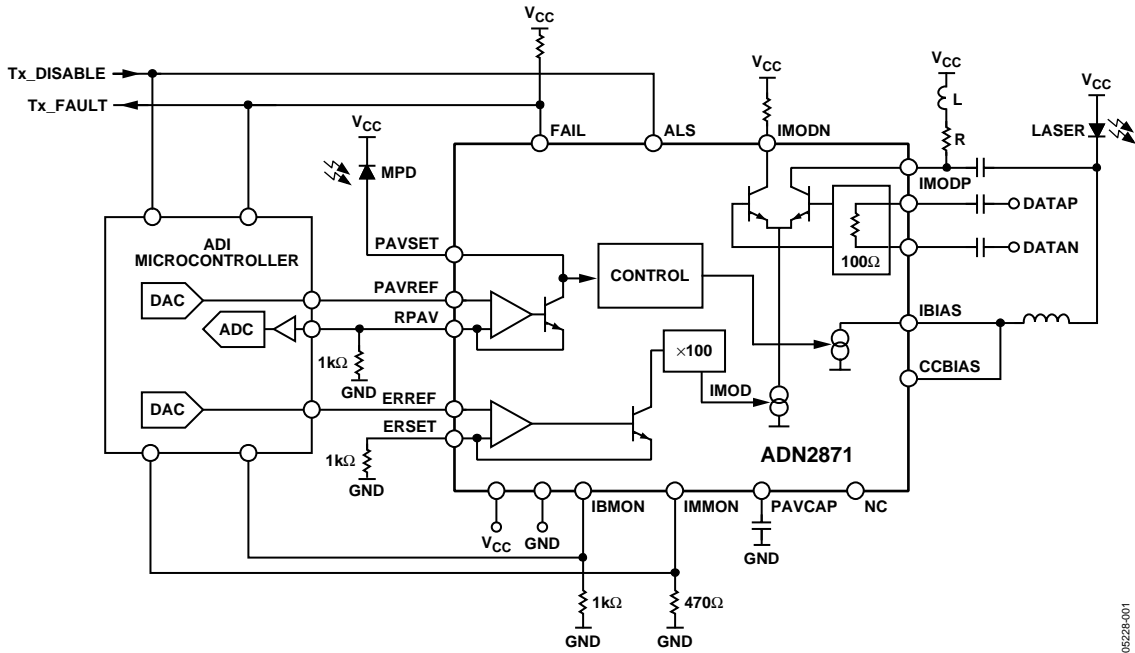 VCC
Tx_DISABLE
Tx_FAULT
VCC
VCC
VCC
L
LASER
R
VCC
FAIL
ALS
IMODN
MPD
IMODP
DATAP
DATAN
100Ω
ADI
MICROCONTROLLER
PAVSET
CONTROL
DAC
PAVREF
ADC
RPAV
IBIAS
1kΩ
GND
×100
CCBIAS
IMOD
DAC
ERREF
ERSET
1kΩ
GND
ADN2871
VCC
GND
IBMON
IMMON
PAVCAP
NC
GND
1kΩ
470Ω
GND
GND
05228-001